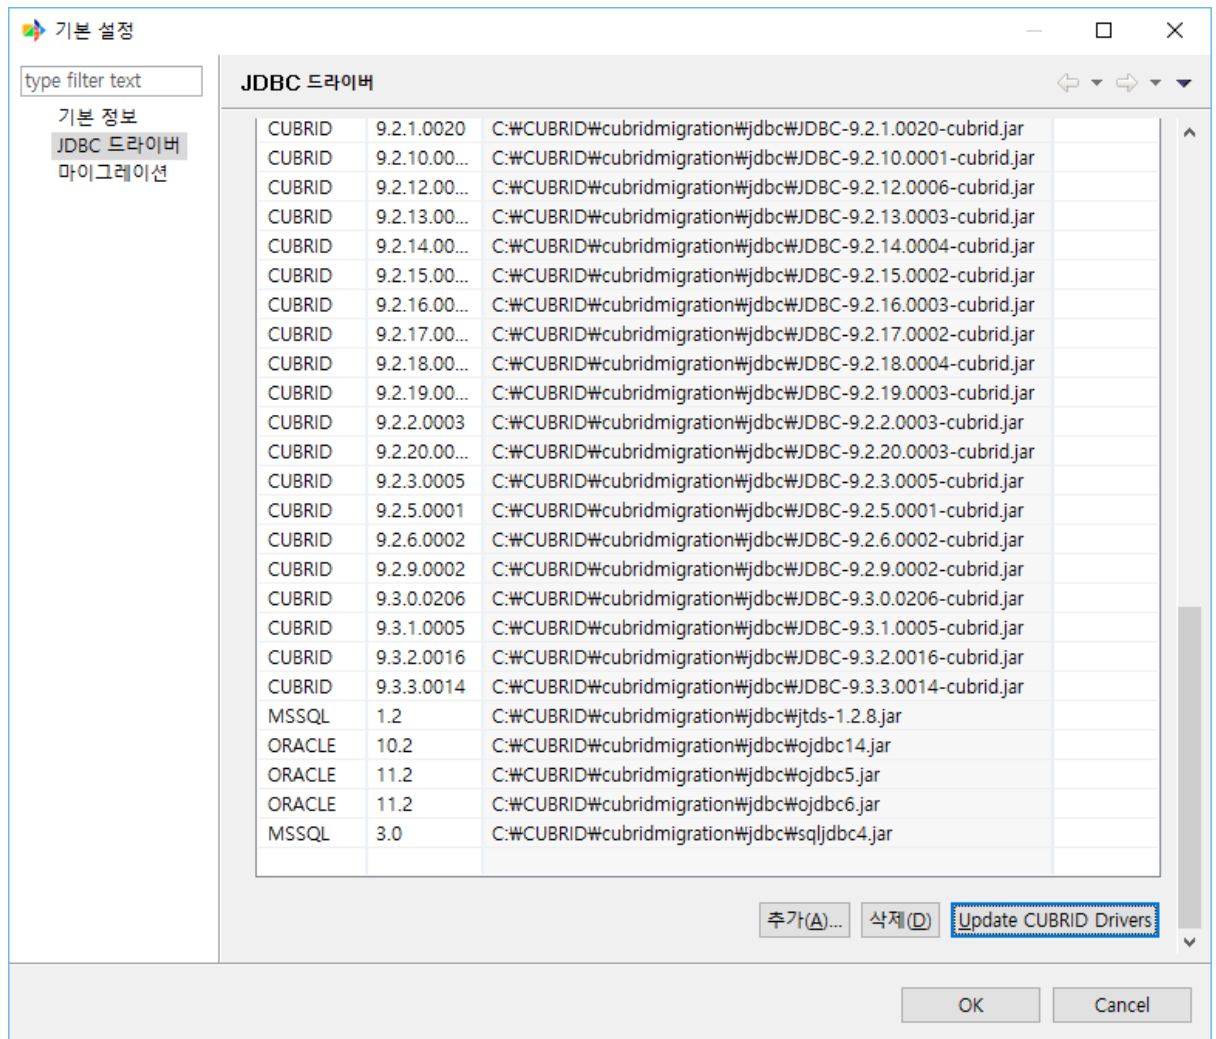 기본 설정
type filter text
기본 정보
JDBC 드라이버
마이그레이션
JDBC 드라이버
CUBRID 9.2.1.0020 C:₩CUBRID₩cubridmigration₩jdbc₩JDBC-9.2.1.0020-cubrid.jar
CUBRID 9.2.10.00... C:₩CUBRID₩cubridmigration₩jdbc₩JDBC-9.2.10.0001-cubrid.jar
CUBRID 9.2.12.00... C:₩CUBRID₩cubridmigration₩jdbc₩JDBC-9.2.12.0006-cubrid.jar
CUBRID 9.2.13.00... C:₩CUBRID₩cubridmigration₩jdbc₩JDBC-9.2.13.0003-cubrid.jar
CUBRID 9.2.14.00... C:₩CUBRID₩cubridmigration₩jdbc₩JDBC-9.2.14.0004-cubrid.jar
CUBRID 9.2.15.00... C:₩CUBRID₩cubridmigration₩jdbc₩JDBC-9.2.15.0002-cubrid.jar
CUBRID 9.2.16.00... C:₩CUBRID₩cubridmigration₩jdbc₩JDBC-9.2.16.0003-cubrid.jar
CUBRID 9.2.17.00... C:₩CUBRID₩cubridmigration₩jdbc₩JDBC-9.2.17.0002-cubrid.jar
CUBRID 9.2.18.00... C:₩CUBRID₩cubridmigration₩jdbc₩JDBC-9.2.18.0004-cubrid.jar
CUBRID 9.2.19.00... C:₩CUBRID₩cubridmigration₩jdbc₩JDBC-9.2.19.0003-cubrid.jar
CUBRID 9.2.2.0003 C:₩CUBRID₩cubridmigration₩jdbc₩JDBC-9.2.2.0003-cubrid.jar
CUBRID 9.2.20.00... C:₩CUBRID₩cubridmigration₩jdbc₩JDBC-9.2.20.0003-cubrid.jar
CUBRID 9.2.3.0005 C:₩CUBRID₩cubridmigration₩jdbc₩JDBC-9.2.3.0005-cubrid.jar
CUBRID 9.2.5.0001 C:₩CUBRID₩cubridmigration₩jdbc₩JDBC-9.2.5.0001-cubrid.jar
CUBRID 9.2.6.0002 C:₩CUBRID₩cubridmigration₩jdbc₩JDBC-9.2.6.0002-cubrid.jar
CUBRID 9.2.9.0002 C:₩CUBRID₩cubridmigration₩jdbc₩JDBC-9.2.9.0002-cubrid.jar
CUBRID 9.3.0.0206 C:₩CUBRID₩cubridmigration₩jdbc₩JDBC-9.3.0.0206-cubrid.jar
CUBRID 9.3.1.0005 C:₩CUBRID₩cubridmigration₩jdbc₩JDBC-9.3.1.0005-cubrid.jar
CUBRID 9.3.2.0016 C:₩CUBRID₩cubridmigration₩jdbc₩JDBC-9.3.2.0016-cubrid.jar
CUBRID 9.3.3.0014 C:₩CUBRID₩cubridmigration₩jdbc₩JDBC-9.3.3.0014-cubrid.jar
MSSQL 1.2 C:₩CUBRID₩cubridmigration₩jdbc₩jtds-1.2.8.jar
ORACLE 10.2 C:₩CUBRID₩cubridmigration₩jdbc₩ojdbc14.jar
ORACLE 11.2 C:₩CUBRID₩cubridmigration₩jdbc₩ojdbc5.jar
ORACLE 11.2 C:₩CUBRID₩cubridmigration₩jdbc₩ojdbc6.jar
MSSQL 3.0 C:₩CUBRID₩cubridmigration₩jdbc₩sqljdbc4.jar
추가(A)... 삭제(D) Update CUBRID Drivers
OK Cancel